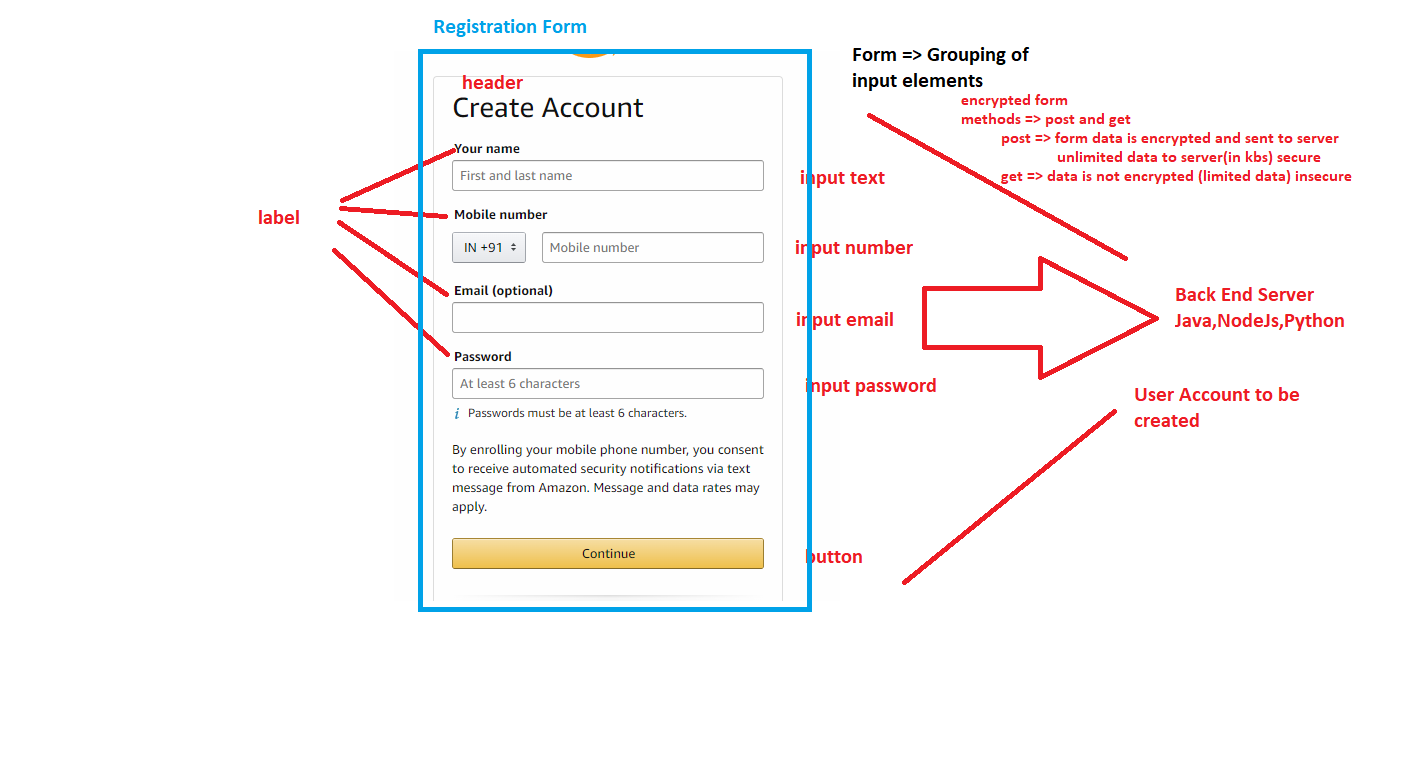 Registration Form
Form => Grouping of
input elements
header
Create Account
encrypted form
methods => post and get
post => form data is encrypted and sent to server
unlimited data to server(in kbs) secure
get => data is not encrypted (limited data) insecure
Your name
First and last name
input text
label
Mobile number
IN +91
Mobile number
input number
Email (optional)
input email
Back End Server
Java,NodeJs,Python
Password
At least 6 characters
input password
i Passwords must be at least 6 characters.
User Account to be
created
By enrolling your mobile phone number, you consent
to receive automated security notifications via text
message from Amazon. Message and data rates may
apply.
Continue
button